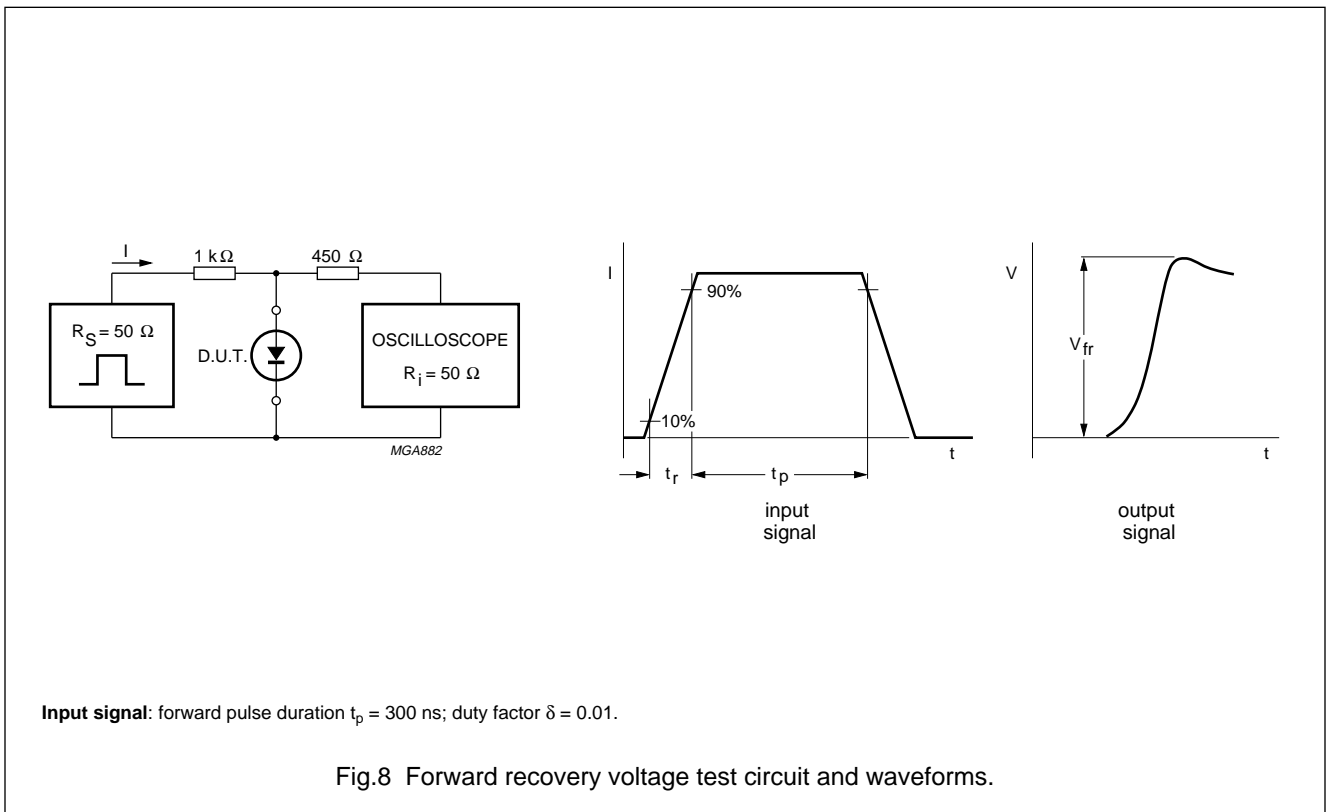 I
1 kΩ
450 Ω
R_S = 50 Ω
D.U.T.
OSCILLOSCOPE
R_i = 50 Ω
MGA882
I
90%
10%
t_r
t_p
t
input
signal
V
V_fr
t
output
signal
Input signal: forward pulse duration t_p = 300 ns; duty factor δ = 0.01.
Fig.8 Forward recovery voltage test circuit and waveforms.